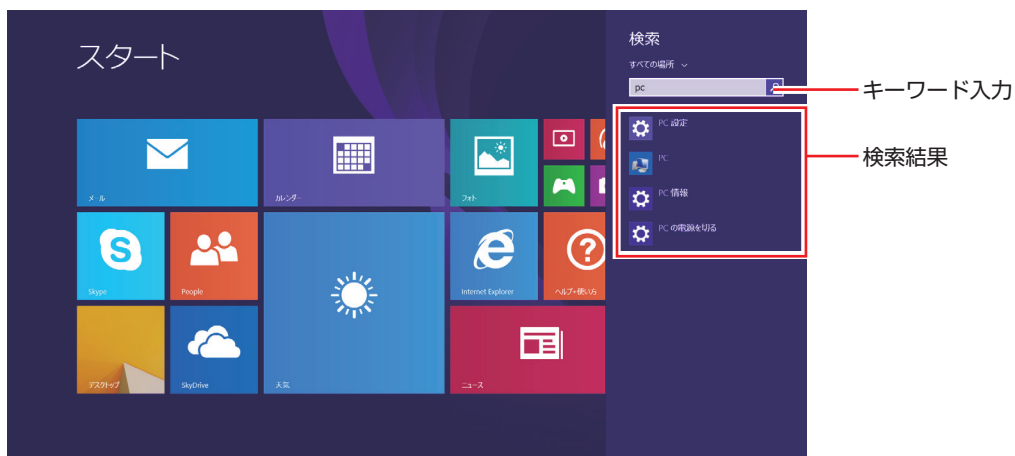 スタート
検索
すべての場所
pc
キーワード入力
検索結果
PC 設定
PC
PC 情報
PC の電源を切る
メール
カレンダー
フォト
Skype
People
天気
Internet Explorer
ヘルプ+使い方
デスクトップ
SkyDrive
ニュース